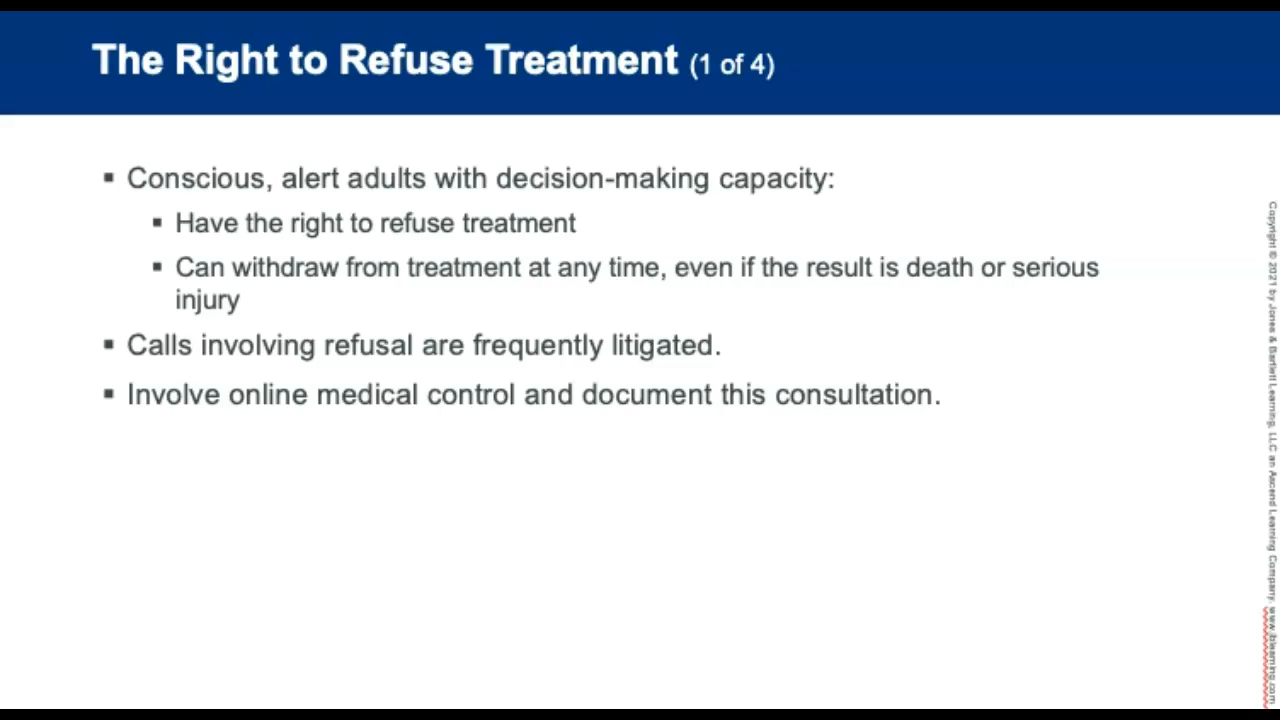 The Right to Refuse Treatment (1 of 4)
▪ Conscious, alert adults with decision-making capacity:
▪ Have the right to refuse treatment
▪ Can withdraw from treatment at any time, even if the result is death or serious
injury
▪ Calls involving refusal are frequently litigated.
▪ Involve online medical control and document this consultation.
Copyright © 2021 by Jones & Bartlett Learning, LLC an Ascend Learning Company. www.jblearning.com